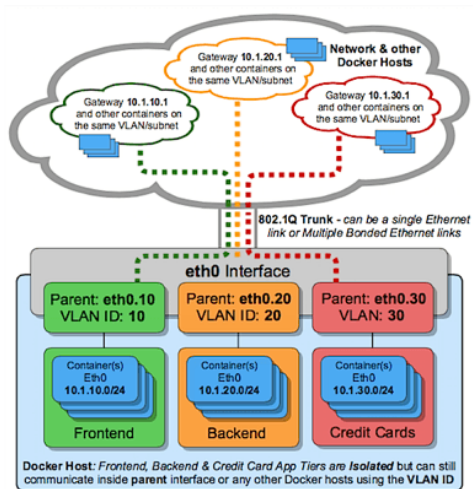 Network & other
Docker Hosts
Gateway 10.1.20.1
and other containers on
the same VLAN/subnet
Gateway 10.1.10.1
and other containers on
the same VLAN/subnet
Gateway 10.1.30.1
and other containers on
the same VLAN/subnet
802.1Q Trunk - can be a single Ethernet
link or Multiple Bonded Ethernet links
eth0 Interface
Parent: eth0.10
VLAN ID: 10
Parent: eth0.20
VLAN ID: 20
Parent: eth0.30
VLAN: 30
Container(s)
Eth0
10.1.10.0/24
Container(s)
Eth0
10.1.20.0/24
Container(s)
Eth0
10.1.30.0/24
Frontend
Backend
Credit Cards
Docker Host: Frontend, Backend & Credit Card App Tiers are Isolated but can still
communicate inside parent interface or any other Docker hosts using the VLAN ID